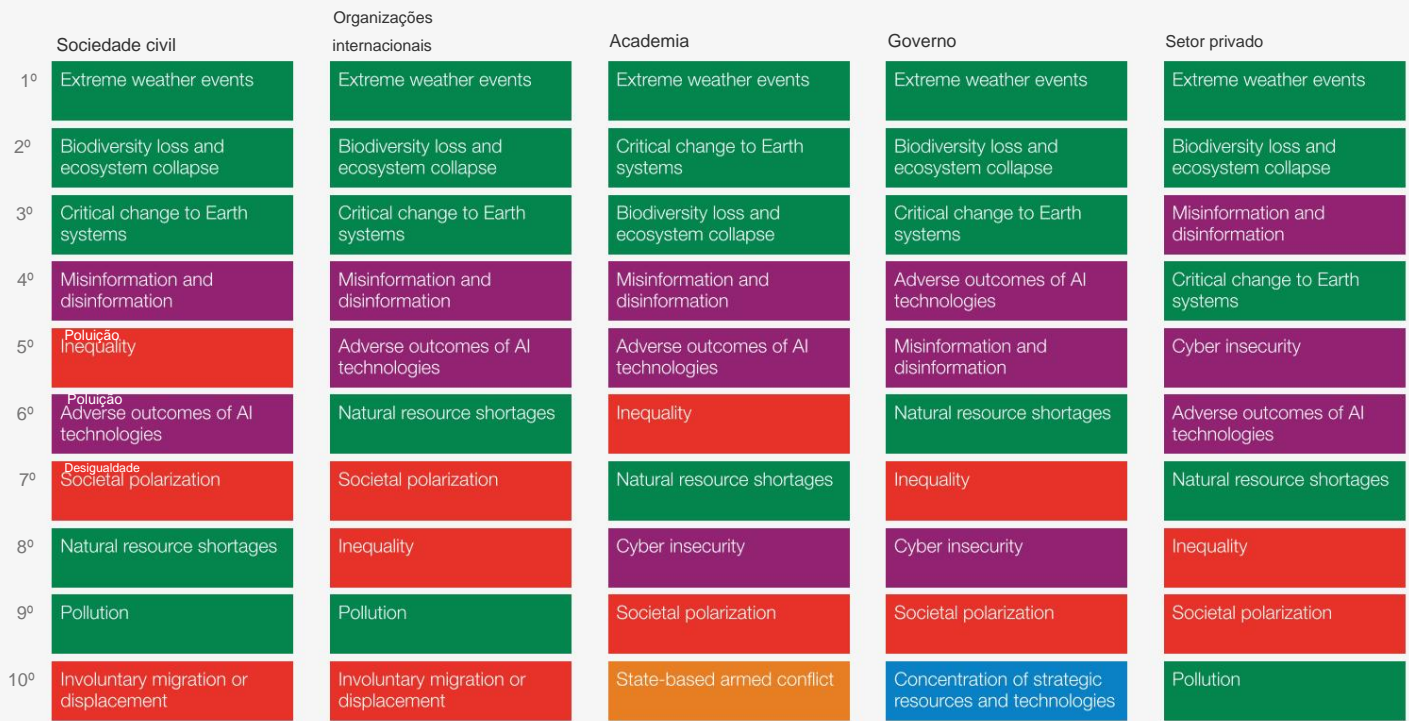 Organizações
Sociedade civil
internacionais
Academia
Governo
Setor privado
1º
Extreme weather events
Extreme weather events
Extreme weather events
Extreme weather events
Extreme weather events
2º
Biodiversity loss and
ecosystem collapse
Biodiversity loss and
ecosystem collapse
Critical change to Earth
systems
Biodiversity loss and
ecosystem collapse
Biodiversity loss and
ecosystem collapse
3º
Critical change to Earth
systems
Critical change to Earth
systems
Biodiversity loss and
ecosystem collapse
Critical change to Earth
systems
Misinformation and
disinformation
4º
Misinformation and
disinformation
Misinformation and
disinformation
Misinformation and
disinformation
Adverse outcomes of AI
technologies
Critical change to Earth
systems
5º
Poluição
Inequality
Adverse outcomes of AI
technologies
Adverse outcomes of AI
technologies
Misinformation and
disinformation
Cyber insecurity
6º
Poluição
Adverse outcomes of AI
technologies
Natural resource shortages
Inequality
Natural resource shortages
Adverse outcomes of AI
technologies
7º
Desigualdade
Societal polarization
Societal polarization
Natural resource shortages
Inequality
Natural resource shortages
8º
Natural resource shortages
Inequality
Cyber insecurity
Cyber insecurity
Inequality
9º
Pollution
Pollution
Societal polarization
Societal polarization
Societal polarization
10º
Involuntary migration or
displacement
Involuntary migration or
displacement
State-based armed conflict
Concentration of strategic
resources and technologies
Pollution